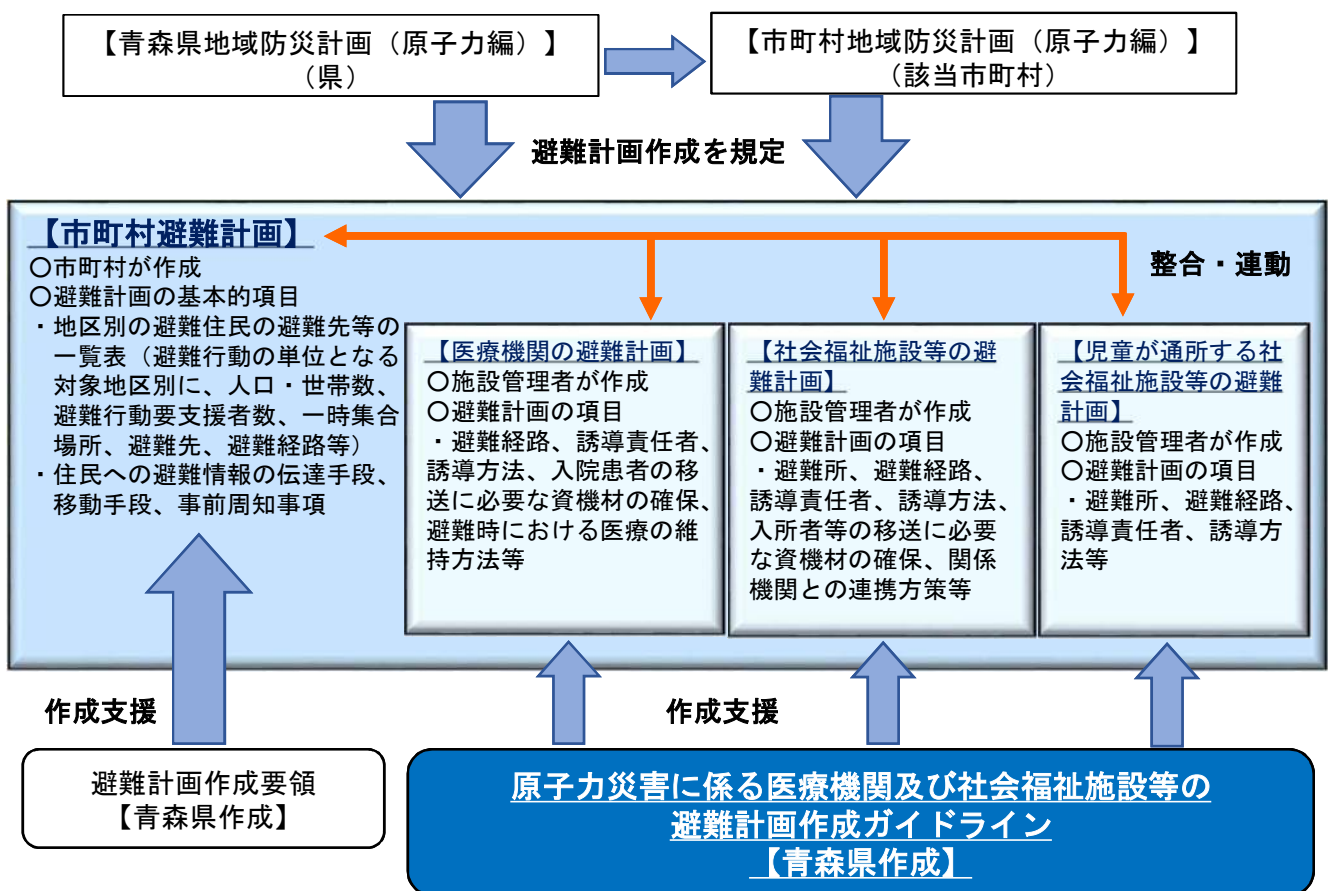 【青森県地域防災計画（原子力編）】
（県）
【市町村地域防災計画（原子力編）】
（該当市町村）
避難計画作成を規定
【市町村避難計画】
〇市町村が作成
〇避難計画の基本的項目
・地区別の避難住民の避難先等の
一覧表（避難行動の単位となる
対象地区別に、人口・世帯数、
避難行動要支援者数、一時集合
場所、避難先、避難経路等）
・住民への避難情報の伝達手段、
移動手段、事前周知事項
整合・連動
【医療機関の避難計画】
〇施設管理者が作成
〇避難計画の項目
・避難経路、誘導責任者、
誘導方法、入院患者の移
送に必要な資機材の確保、
避難時における医療の維
持方法等
【社会福祉施設等の避
難計画】
〇施設管理者が作成
〇避難計画の項目
・避難所、避難経路、
誘導責任者、誘導方法、
入所者等の移送に必要
な資機材の確保、関係
機関との連携方策等
【児童が通所する社
会福祉施設等の避難
計画】
〇施設管理者が作成
〇避難計画の項目
・避難所、避難経路、
誘導責任者、誘導方
法等
作成支援
作成支援
避難計画作成要領
【青森県作成】
原子力災害に係る医療機関及び社会福祉施設等の
避難計画作成ガイドライン
【青森県作成】